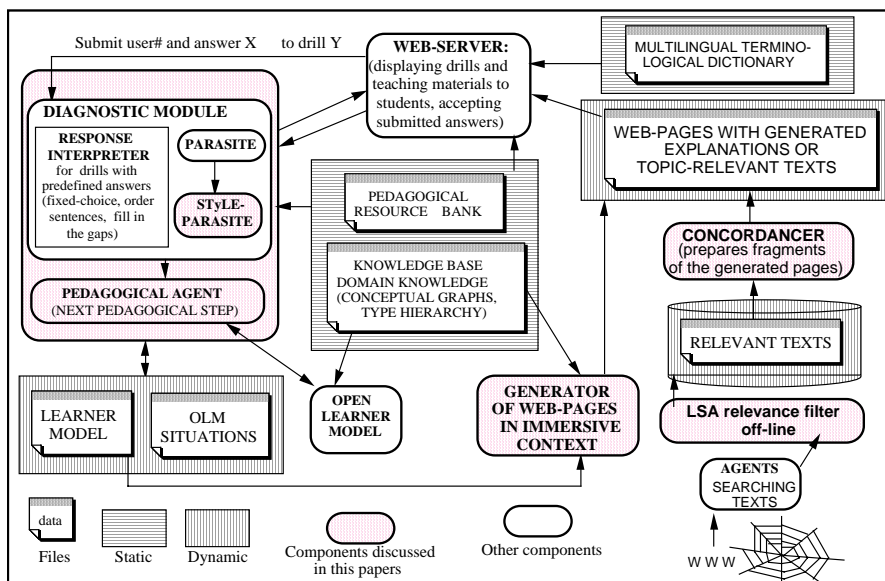 Submit user# and answer X to drill Y
WEB-SERVER:
(displaying drills and
teaching materials to
students, accepting
submitted answers)
MULTILINGUAL TERMINO-
LOGICAL DICTIONARY
DIAGNOSTIC MODULE
RESPONSE
INTERPRETER
for drills with
predefined answers
(fixed-choice, order
sentences, fill in
the gaps)
PARASITE
STyLE-
PARASITE
PEDAGOGICAL AGENT
(NEXT PEDAGOGICAL STEP)
PEDAGOGICAL
RESOURCE BANK
KNOWLEDGE BASE
DOMAIN KNOWLEDGE
(CONCEPTUAL GRAPHS,
TYPE HIERARCHY)
WEB-PAGES WITH GENERATED
EXPLANATIONS OR
TOPIC-RELEVANT TEXTS
CONCORDANCER
(prepares fragments
of the generated pages)
RELEVANT TEXTS
LEARNER
MODEL
OLM
SITUATIONS
OPEN
LEARNER
MODEL
GENERATOR
OF WEB-PAGES
IN IMMERSIVE
CONTEXT
LSA relevance filter
off-line
AGENTS
SEARCHING
TEXTS
W W W
data
Files
Static
Dynamic
Components discussed
in this papers
Other components